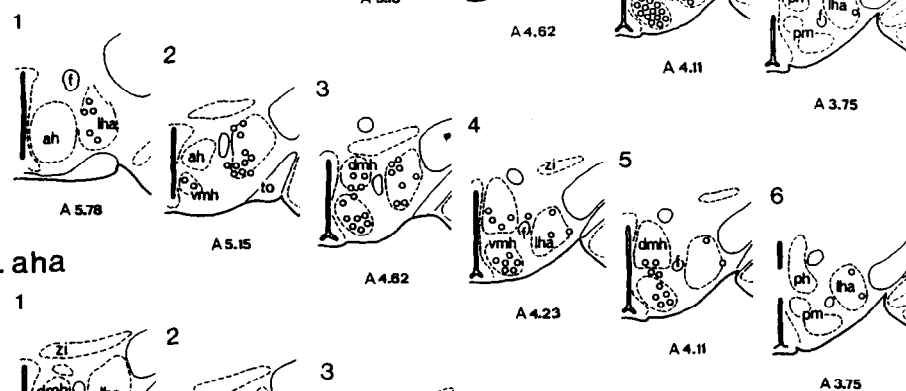 A 4.62
A 4.11
pm
lha
A 3.75
1
f
ah
lha
A 5.78
2
ah
vmh
to
A 5.15
3
dmh
A 4.62
4
zi
vmh
f
lha
A 4.23
5
dmh
f
A 4.11
6
ph
lha
pm
A 3.75
. aha
1
zi
2
3